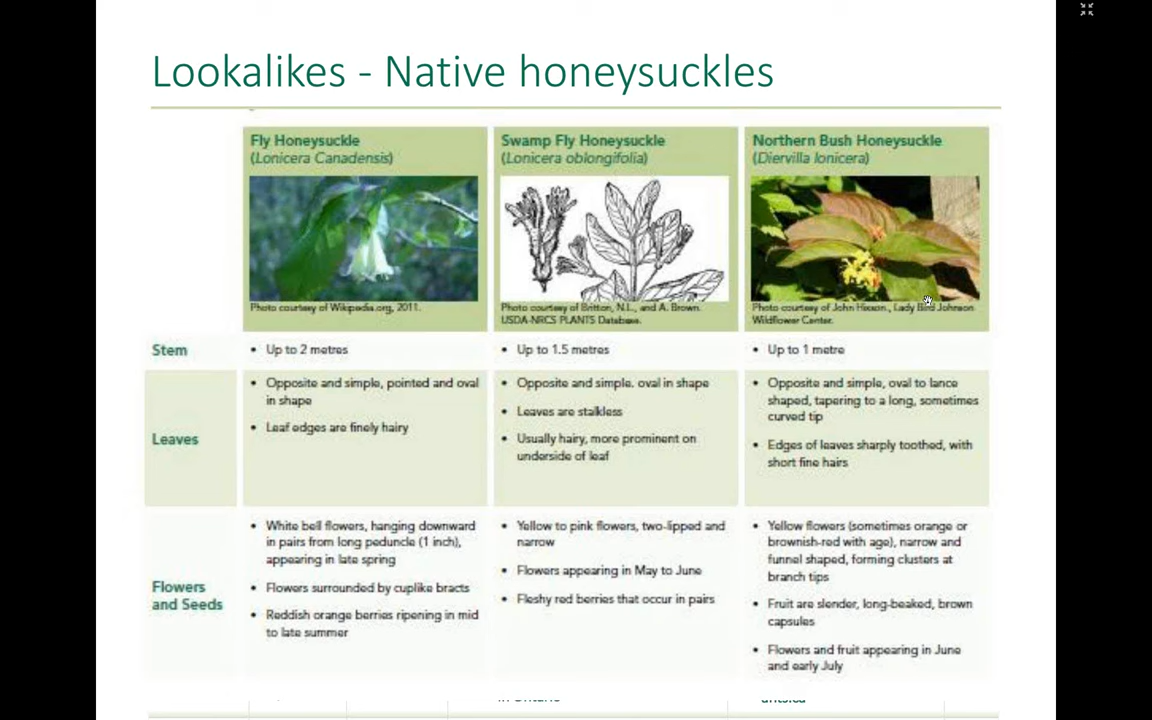 Lookalikes - Native honeysuckles
Fly Honeysuckle
(Lonicera Canadensis)
Photo courtesy of Wikipedia.org, 2011.
Swamp Fly Honeysuckle
(Lonicera oblongifolia)
Photo courtesy of Britton, N.L., and A. Brown.
USDA-NRCS PLANTS Database.
Northern Bush Honeysuckle
(Diervilla lonicera)
Photo courtesy of John Hixson., Lady Bird Johnson
Wildflower Center.
Stem
• Up to 2 metres
• Up to 1.5 metres
• Up to 1 metre
Leaves
• Opposite and simple, pointed and oval
in shape
• Leaf edges are finely hairy
• Opposite and simple. oval in shape
• Leaves are stalkless
• Usually hairy, more prominent on
underside of leaf
• Opposite and simple, oval to lance
shaped, tapering to a long, sometimes
curved tip
• Edges of leaves sharply toothed, with
short fine hairs
Flowers
and Seeds
• White bell flowers, hanging downward
in pairs from long peduncle (1 inch),
appearing in late spring
• Flowers surrounded by cuplike bracts
• Reddish orange berries ripening in mid
to late summer
• Yellow to pink flowers, two-lipped and
narrow
• Flowers appearing in May to June
• Fleshy red berries that occur in pairs
• Yellow flowers (sometimes orange or
brownish-red with age), narrow and
funnel shaped, forming clusters at
branch tips
• Fruit are slender, long-beaked, brown
capsules
• Flowers and fruit appearing in June
and early July
in Ontario